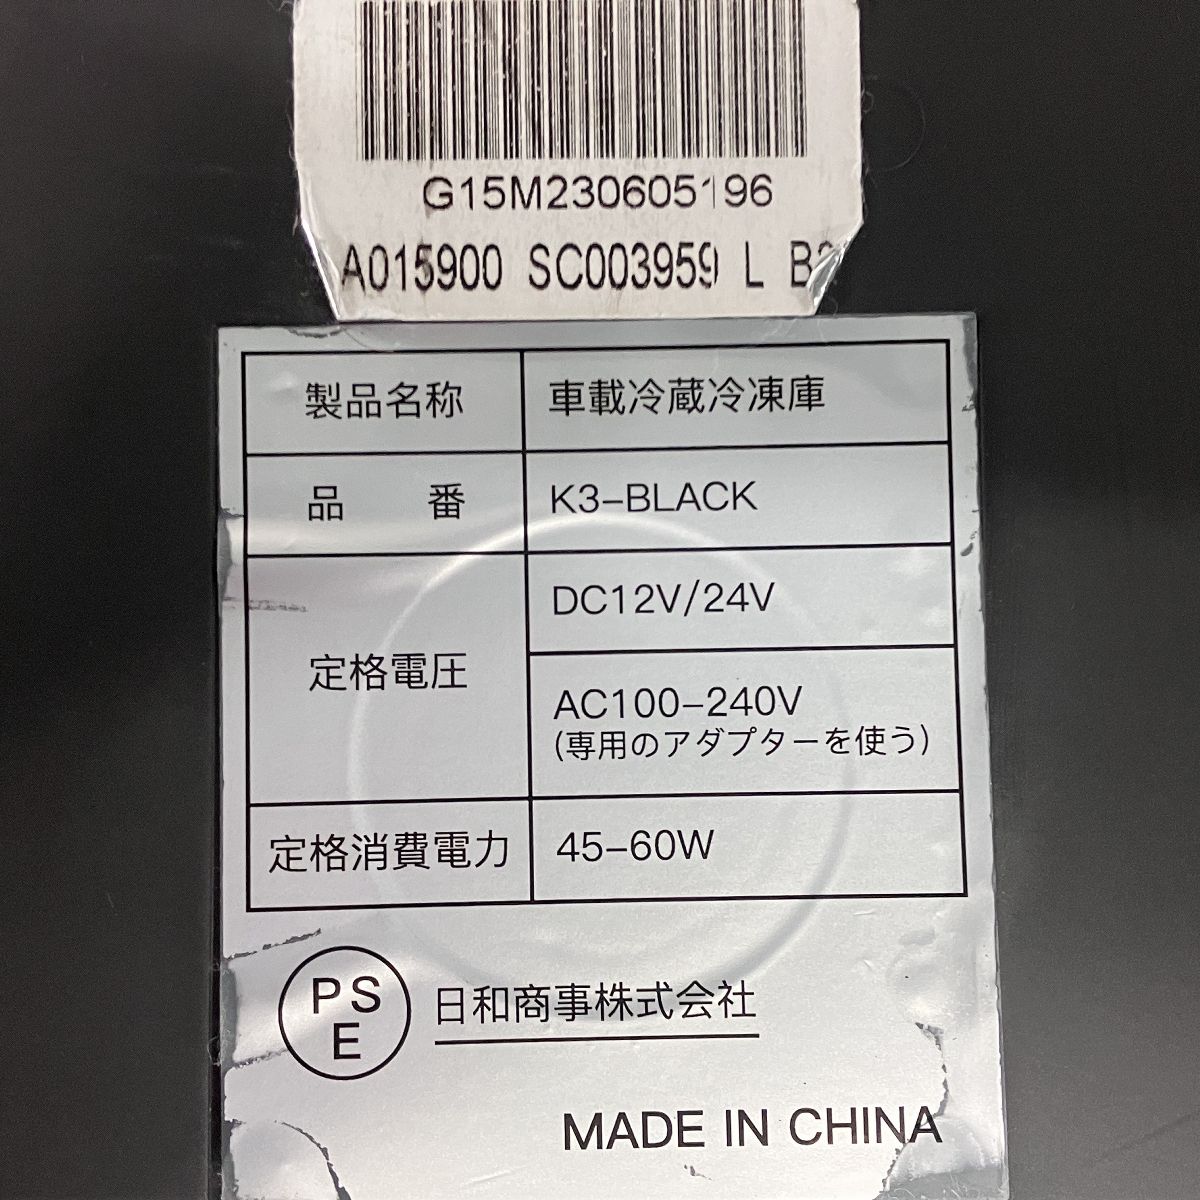 G15M230605196
A015900 SC003959 L
製品名称 車載冷蔵冷凍庫
品 番 K3-BLACK
定格電圧 DC12V/24V
AC100-240V
(専用のアダプターを使う)
定格消費電力 45-60W
PSE 日和商事株式会社
MADE IN CHINA